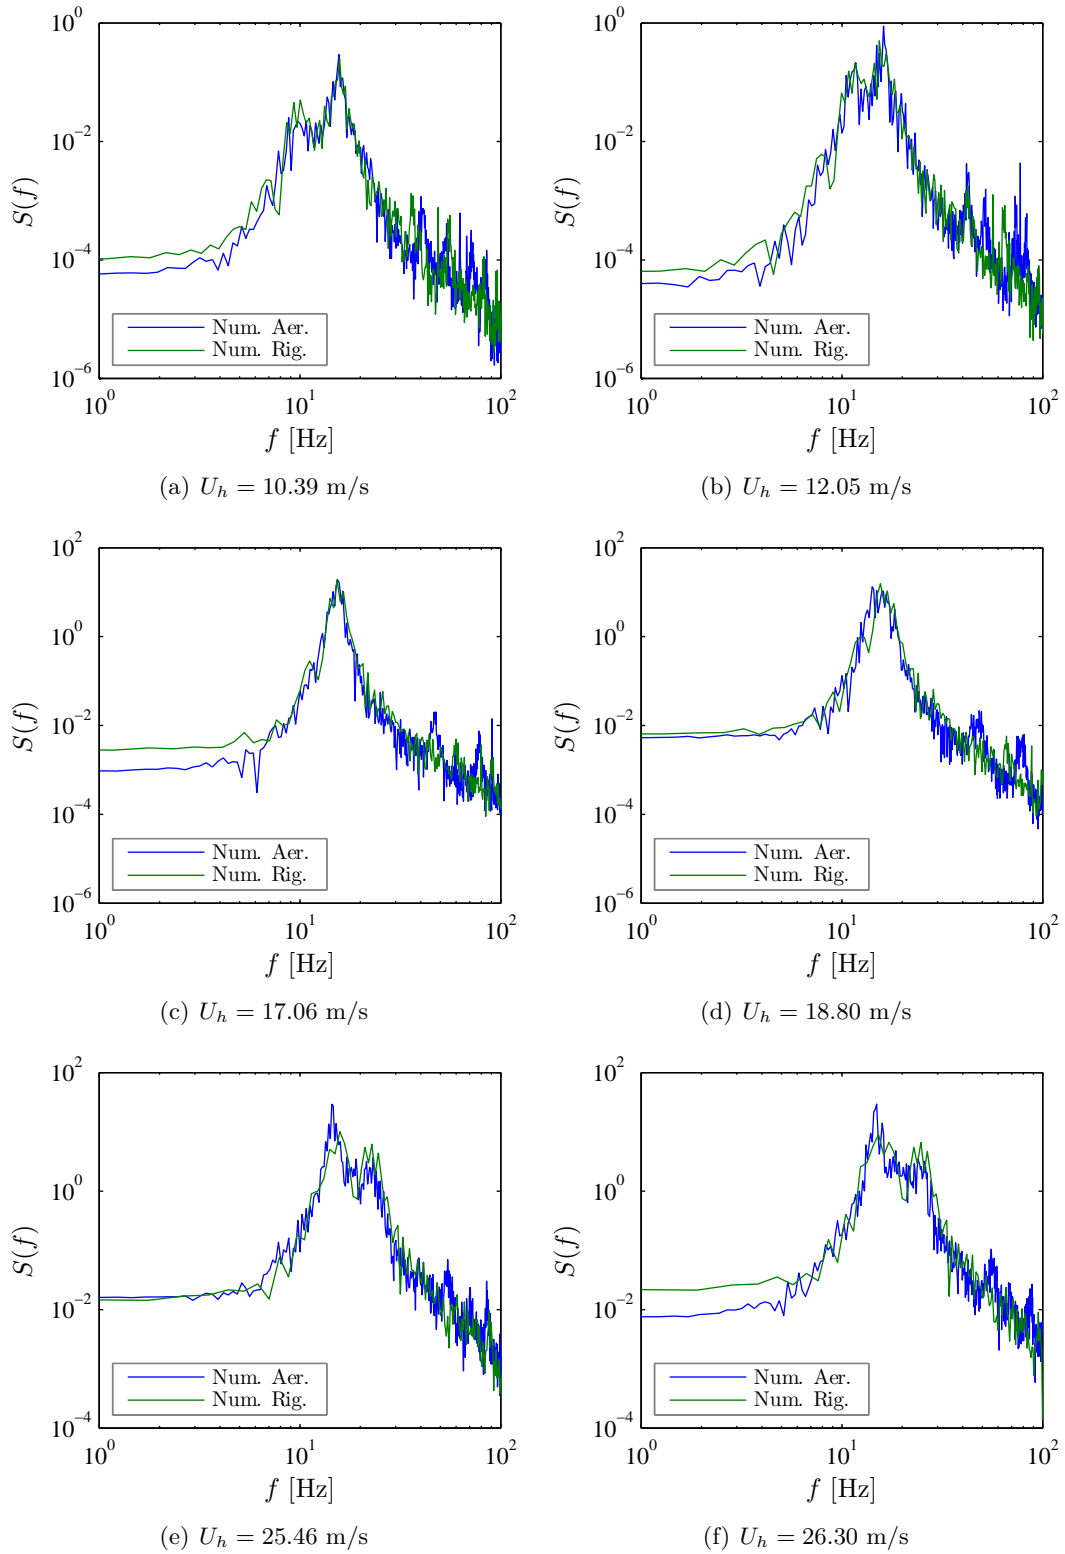 10^0
10^-2
10^-4
10^-6
S(f)
Num. Aer.
Num. Rig.
10^0 10^1 10^2
f [Hz]
(a) U_h = 10.39 m/s
10^0
10^-2
10^-4
10^-6
S(f)
Num. Aer.
Num. Rig.
10^0 10^1 10^2
f [Hz]
(b) U_h = 12.05 m/s
10^2
10^0
10^-2
10^-4
10^-6
S(f)
Num. Aer.
Num. Rig.
10^0 10^1 10^2
f [Hz]
(c) U_h = 17.06 m/s
10^2
10^0
10^-2
10^-4
10^-6
S(f)
Num. Aer.
Num. Rig.
10^0 10^1 10^2
f [Hz]
(d) U_h = 18.80 m/s
10^2
10^0
10^-2
10^-4
S(f)
Num. Aer.
Num. Rig.
10^0 10^1 10^2
f [Hz]
(e) U_h = 25.46 m/s
10^2
10^0
10^-2
10^-4
S(f)
Num. Aer.
Num. Rig.
10^0 10^1 10^2
f [Hz]
(f) U_h = 26.30 m/s